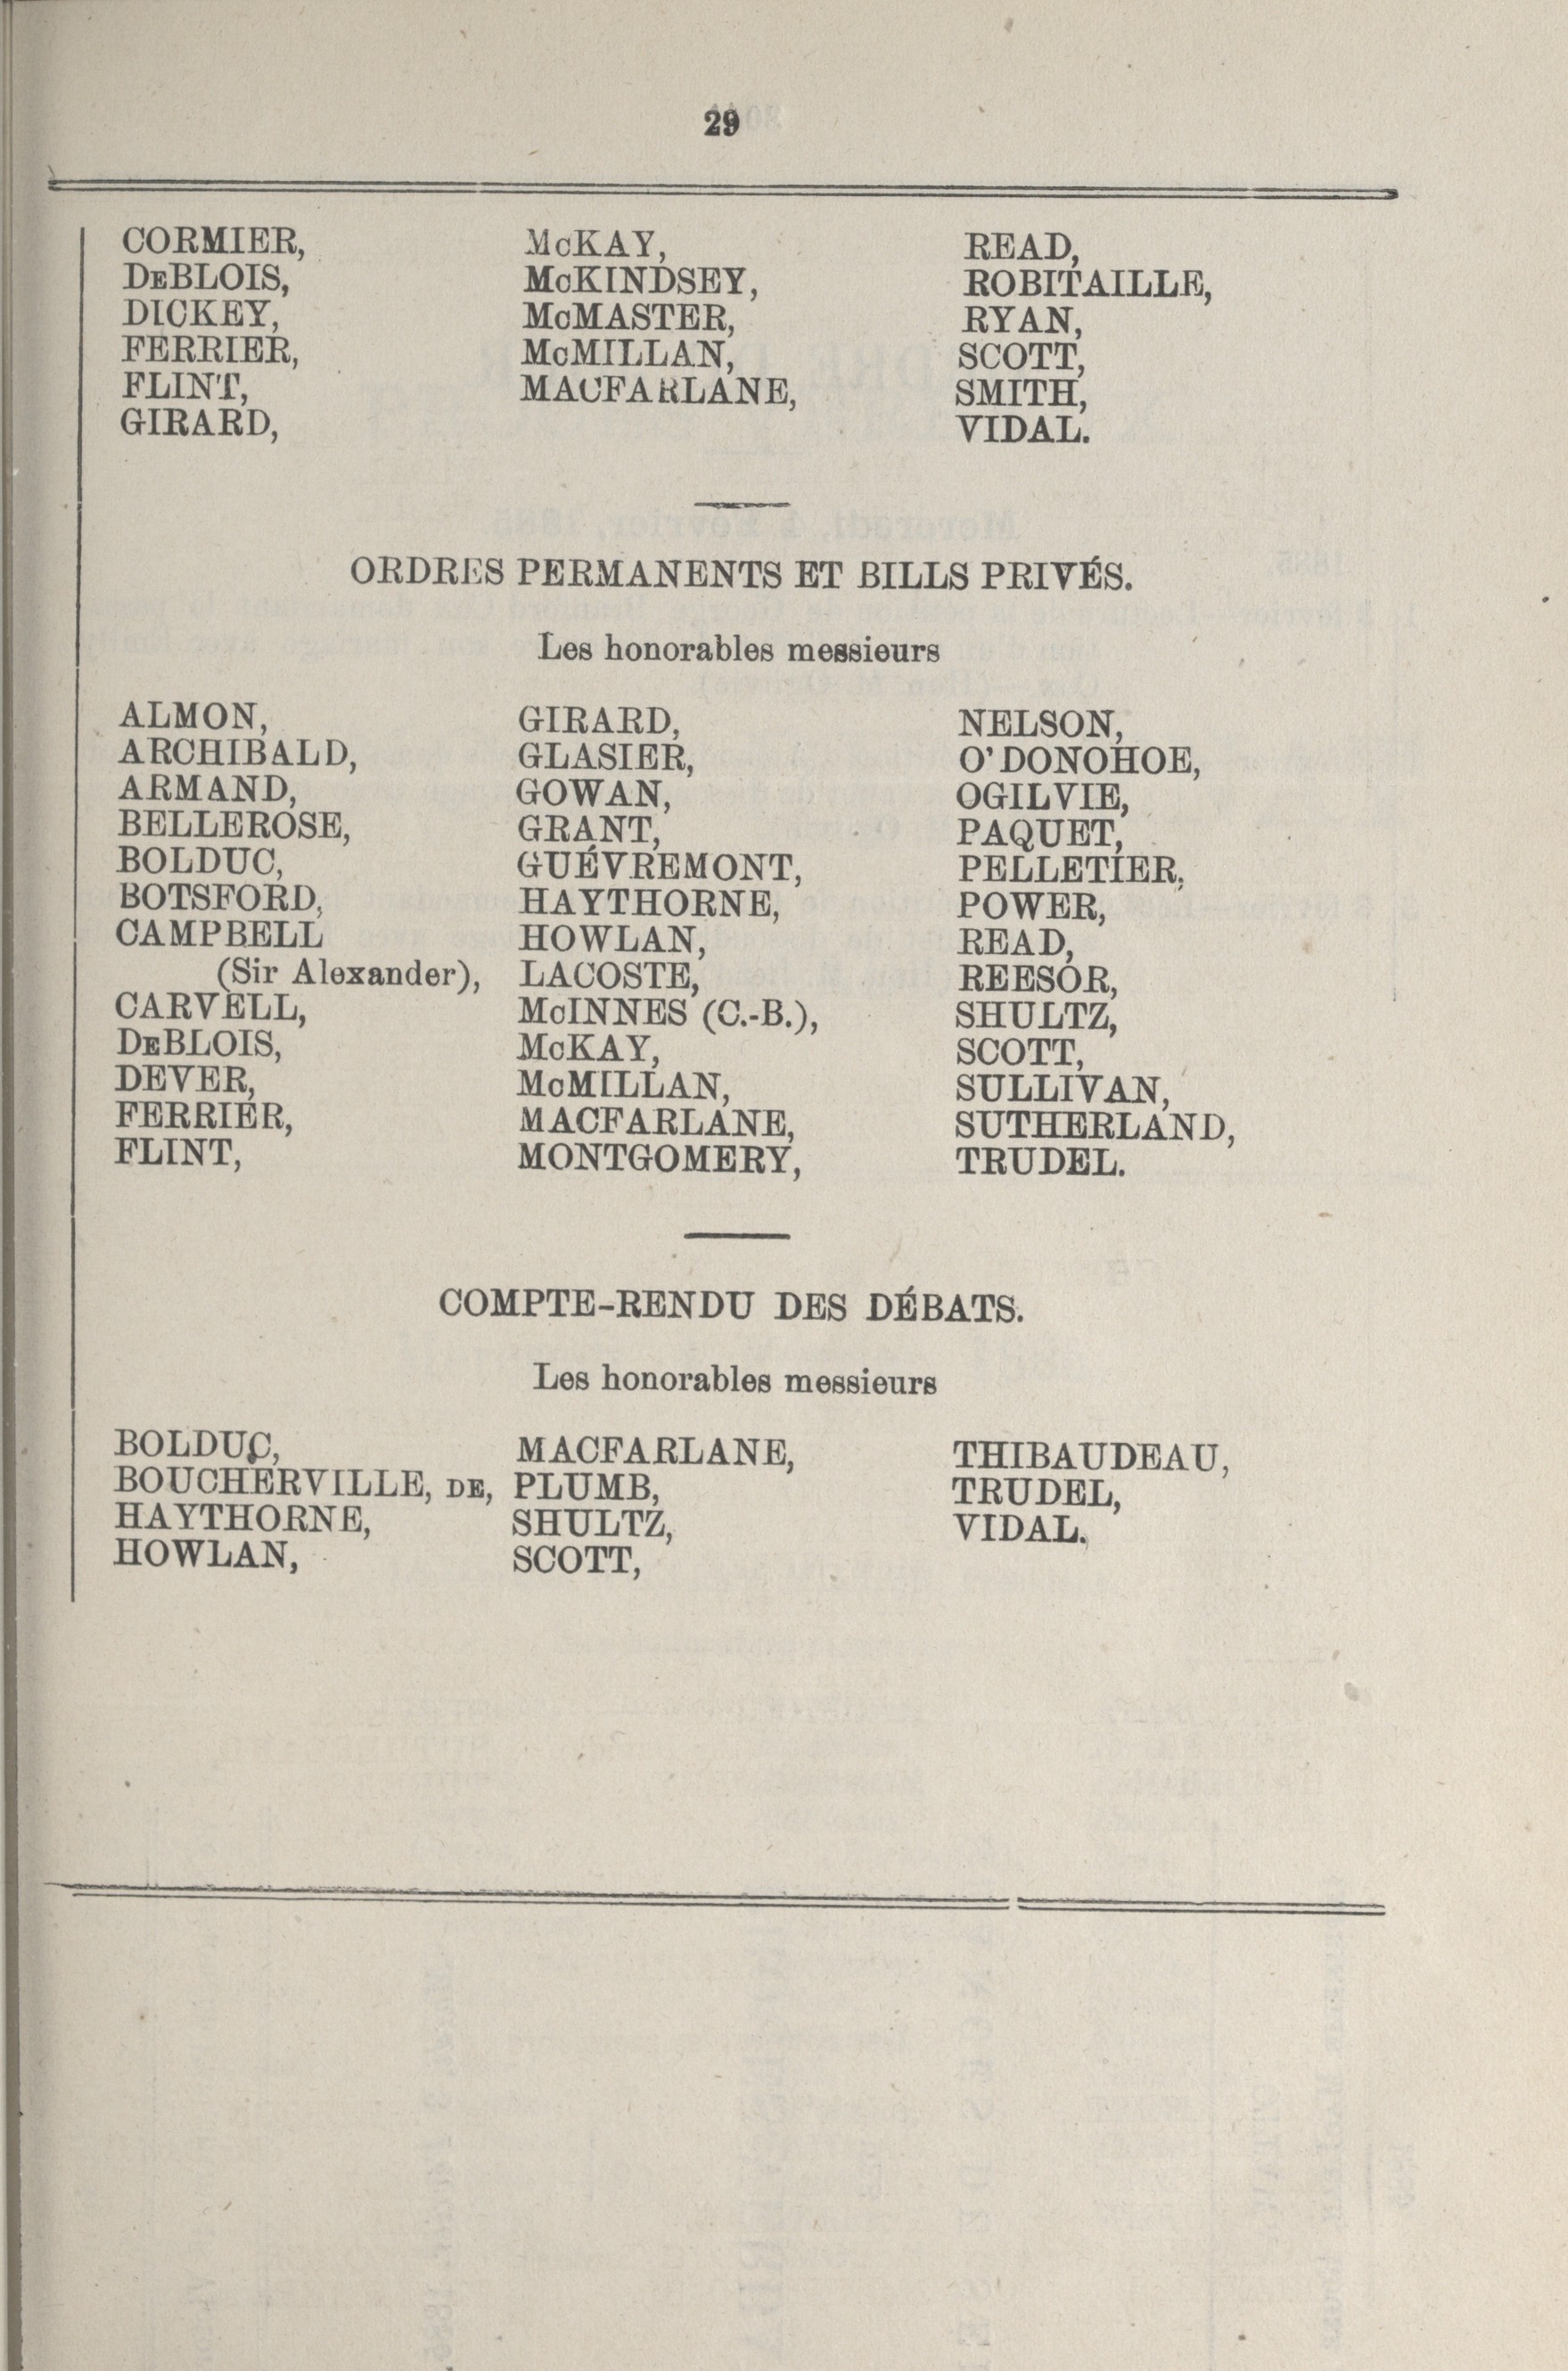 29
CORMIER,
DEBLOIS,
DICKEY,
FERRIER,
FLINT,
GIRARD,
McKAY,
McKINDSEY,
McMASTER,
McMILLAN,
MACFARLANE,
READ,
ROBITAILLE,
RYAN,
SCOTT,
SMITH,
VIDAL.
ORDRES PERMANENTS ET BILLS PRIVÉS.
Les honorables messieurs
ALMON,
ARCHIBALD,
ARMAND,
BELLEROSE,
BOLDUC,
BOTSFORD,
CAMPBELL
(Sir Alexander),
CARVELL,
DEBLOIS,
DEVER,
FERRIER,
FLINT,
GIRARD,
GLASIER,
GOWAN,
GRANT,
GUÉVREMONT,
HAYTHORNE,
HOWLAN,
LACOSTE,
McINNES (C.-B.),
McKAY,
McMILLAN,
MACFARLANE,
MONTGOMERY,
NELSON,
O'DONOHOE,
OGILVIE,
PAQUET,
PELLETIER,
POWER,
READ,
REESOR,
SHULTZ,
SCOTT,
SULLIVAN,
SUTHERLAND,
TRUDEL.
COMPTE-RENDU DES DÉBATS.
Les honorables messieurs
BOLDUC,
BOUCHERVILLE, DE,
HAYTHORNE,
HOWLAN,
MACFARLANE,
PLUMB,
SHULTZ,
SCOTT,
THIBAUDEAU,
TRUDEL,
VIDAL.